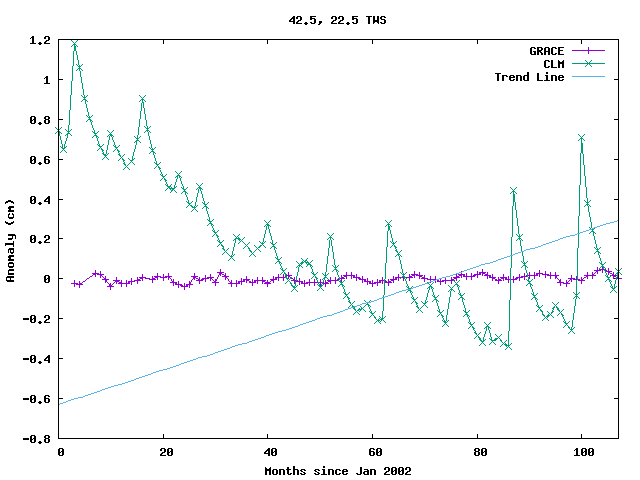 42.5, 22.5 TWS
GRACE
CLM
Trend Line
1.2
1
0.8
0.6
0.4
0.2
0
-0.2
-0.4
-0.6
-0.8
Anomaly (cm)
0 20 40 60 80 100
Months since Jan 2002